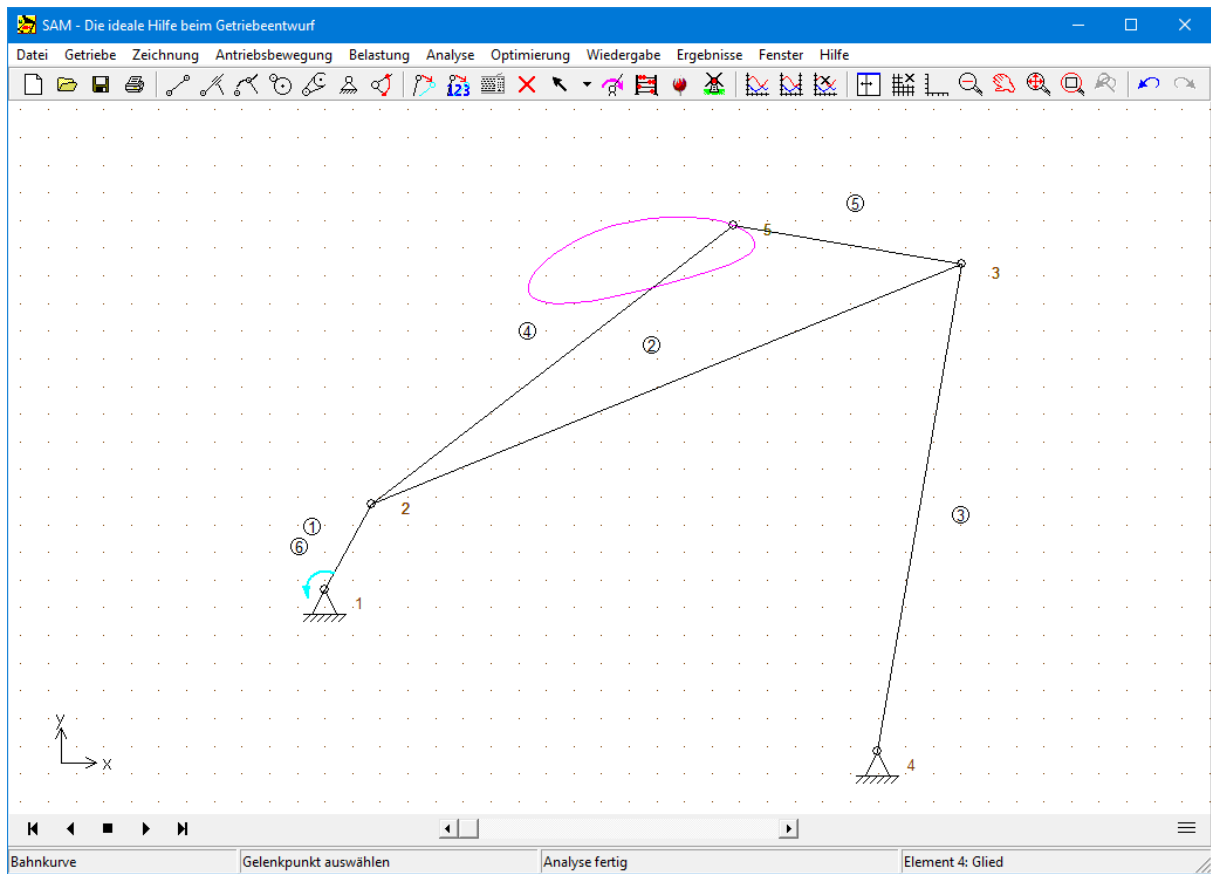 SAM - Die ideale Hilfe beim Getriebeentwurf
Datei Getriebe Zeichnung Antriebsbewegung Belastung Analyse Optimierung Wiedergabe Ergebnisse Fenster Hilfe
123
5
5
3
4
2
2
1
3
6
1
y
x
4
Bahnkurve Gelenkpunkt auswählen Analyse fertig Element 4: Glied